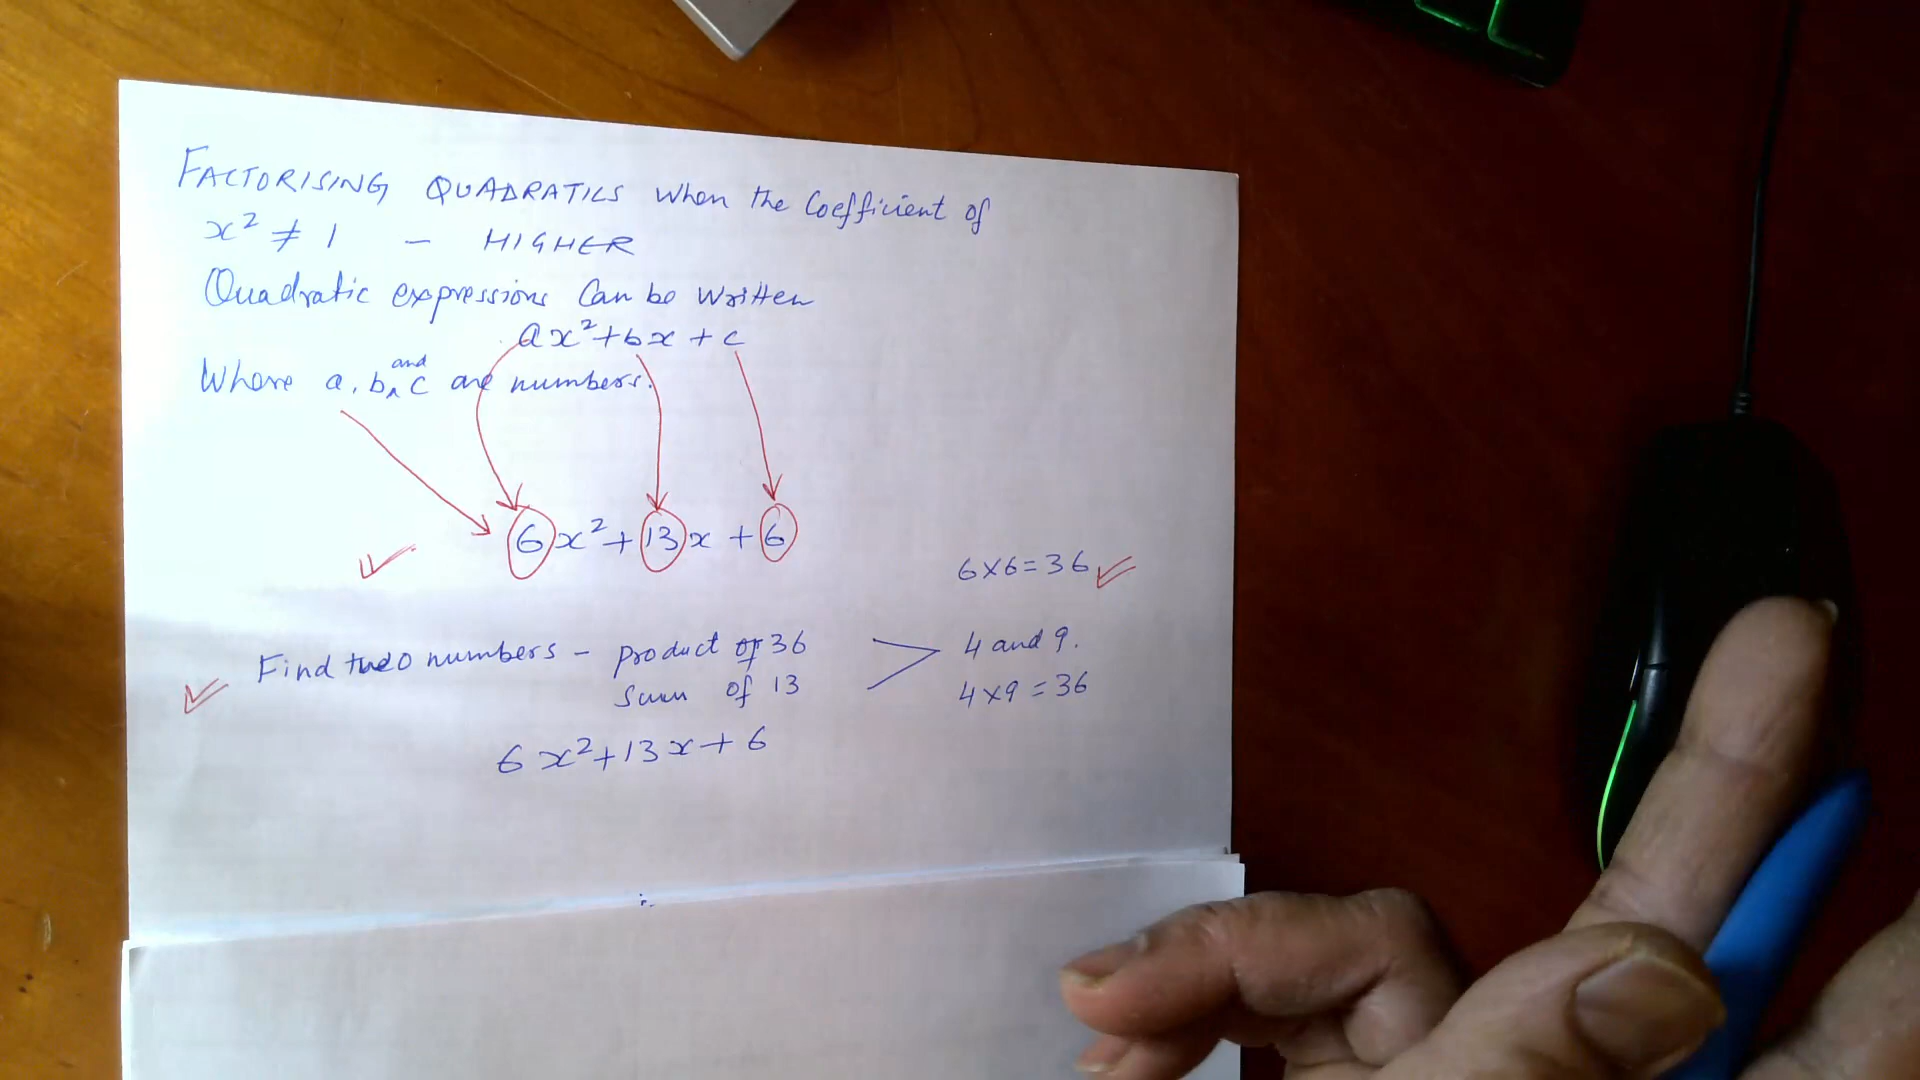 FACTORISING QUADRATICS when the Coefficient of
x² ≠ 1 - HIGHER
Quadratic expressions Can be written
ax²+bx+c
Where a, b and c are numbers.
6x²+13x+6
6×6=36
Find two numbers - product of 36
4 and 9.
sum of 13
4×9=36
6x²+13x+6